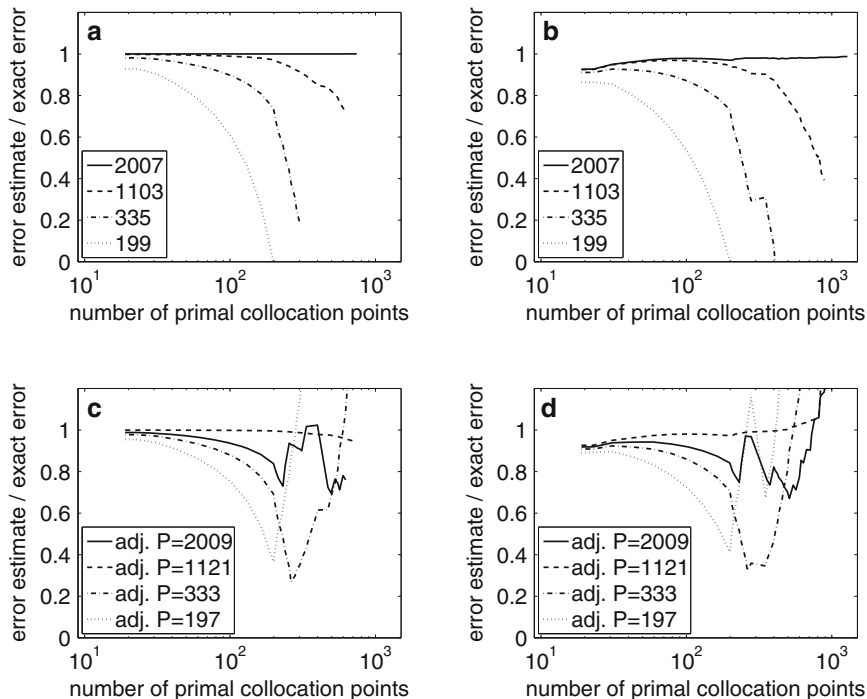 a
1
0.8
0.6
0.4
0.2
0
error estimate / exact error
2007
1103
335
199
10^1
10^2
10^3
number of primal collocation points
b
1
0.8
0.6
0.4
0.2
0
error estimate / exact error
2007
1103
335
199
10^1
10^2
10^3
number of primal collocation points
c
1
0.8
0.6
0.4
0.2
0
error estimate / exact error
adj. P=2009
adj. P=1121
adj. P=333
adj. P=197
10^1
10^2
10^3
number of primal collocation points
d
1
0.8
0.6
0.4
0.2
0
error estimate / exact error
adj. P=2009
adj. P=1121
adj. P=333
adj. P=197
10^1
10^2
10^3
number of primal collocation points